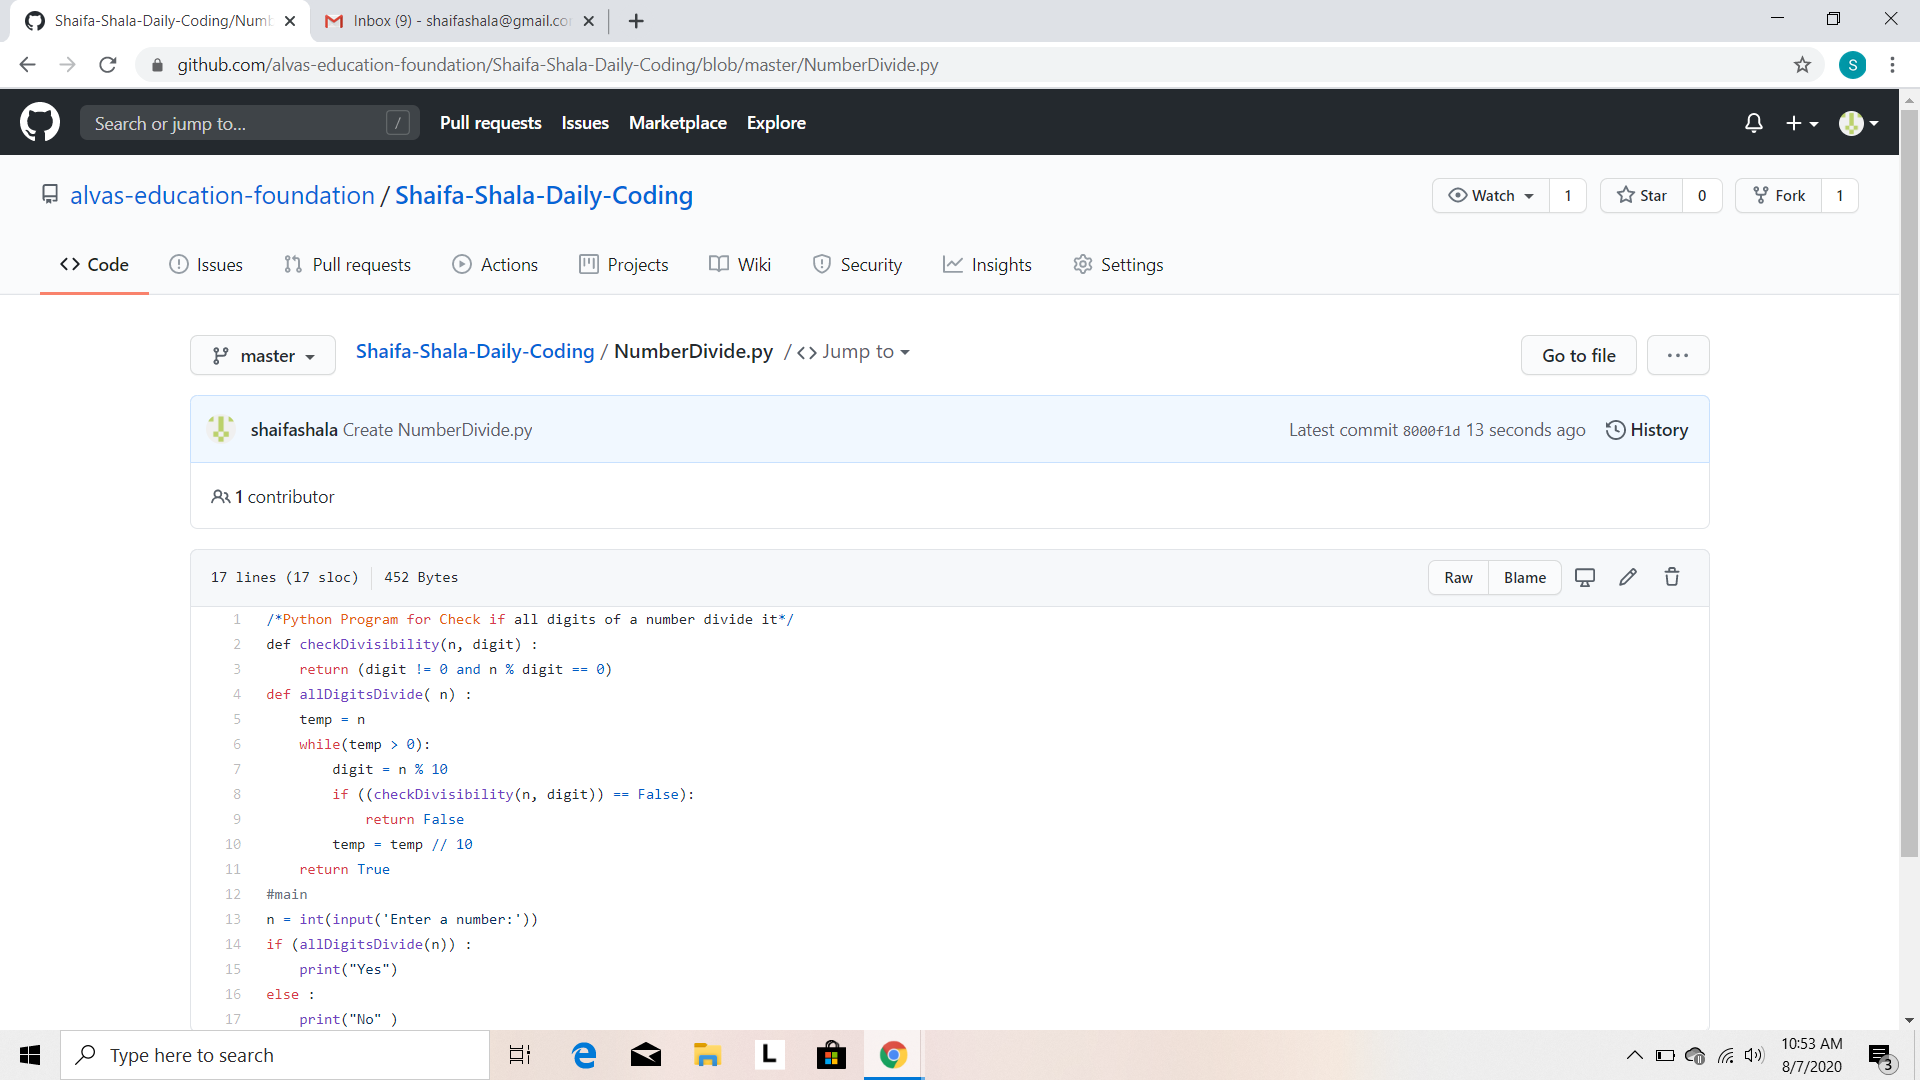 Shaifa-Shala-Daily-Coding/Numb
Inbox (9) - shaifashala@gmail.co
github.com/alvas-education-foundation/Shaifa-Shala-Daily-Coding/blob/master/NumberDivide.py
S
Search or jump to... /
Pull requests Issues Marketplace Explore
alvas-education-foundation / Shaifa-Shala-Daily-Coding
Watch 1 Star 0 Fork 1
Code Issues Pull requests Actions Projects Wiki Security Insights Settings
master Shaifa-Shala-Daily-Coding / NumberDivide.py / <> Jump to Go to file ...
shaifashala Create NumberDivide.py Latest commit 8000f1d 13 seconds ago History
1 contributor
17 lines (17 sloc) 452 Bytes Raw Blame
1 /*Python Program for Check if all digits of a number divide it*/
2 def checkDivisibility(n, digit) :
3     return (digit != 0 and n % digit == 0)
4 def allDigitsDivide( n) :
5     temp = n
6     while(temp > 0):
7         digit = n % 10
8         if ((checkDivisibility(n, digit)) == False):
9             return False
10         temp = temp // 10
11     return True
12 #main
13 n = int(input('Enter a number:'))
14 if (allDigitsDivide(n)) :
15     print("Yes")
16 else :
17     print("No" )
Type here to search
L
10:53 AM
8/7/2020
3